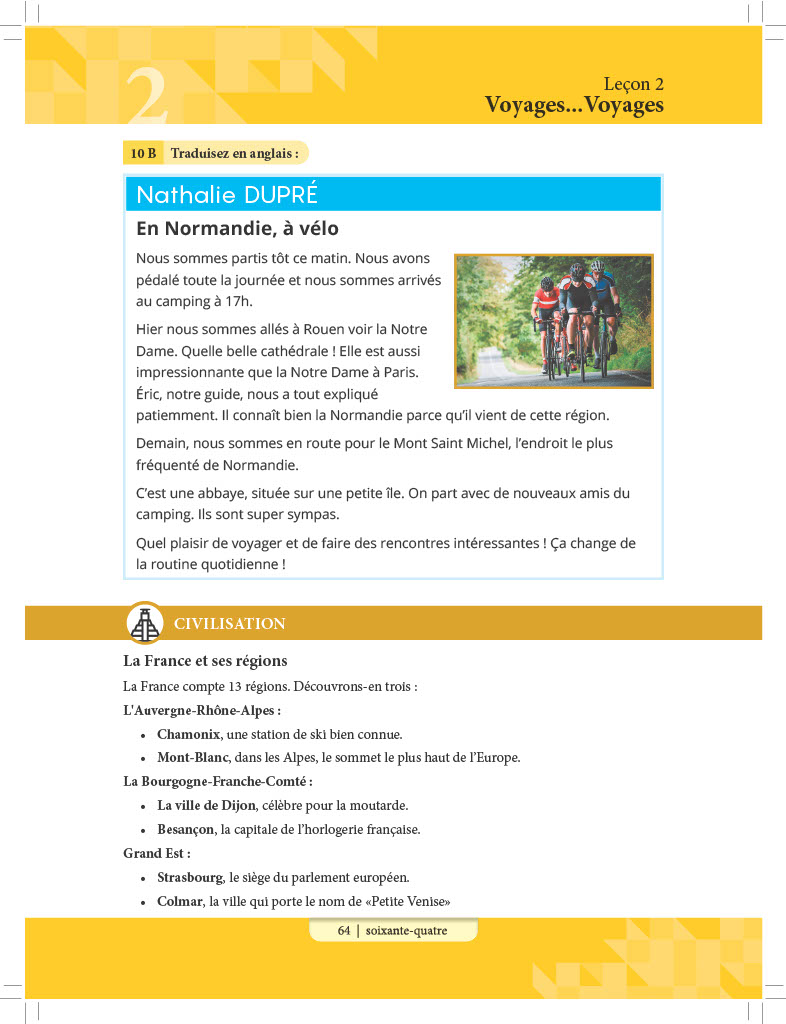 2
Leçon 2
Voyages...Voyages
10 B Traduisez en anglais :
Nathalie DUPRÉ
En Normandie, à vélo
Nous sommes partis tôt ce matin. Nous avons
pédalé toute la journée et nous sommes arrivés
au camping à 17h.
Hier nous sommes allés à Rouen voir la Notre
Dame. Quelle belle cathédrale ! Elle est aussi
impressionnante que la Notre Dame à Paris.
Éric, notre guide, nous a tout expliqué
patiemment. Il connaît bien la Normandie parce qu'il vient de cette région.
Demain, nous sommes en route pour le Mont Saint Michel, l'endroit le plus
fréquenté de Normandie.
C'est une abbaye, située sur une petite île. On part avec de nouveaux amis du
camping. Ils sont super sympas.
Quel plaisir de voyager et de faire des rencontres intéressantes ! Ça change de
la routine quotidienne !
CIVILISATION
La France et ses régions
La France compte 13 régions. Découvrons-en trois :
L'Auvergne-Rhône-Alpes :
• Chamonix, une station de ski bien connue.
• Mont-Blanc, dans les Alpes, le sommet le plus haut de l'Europe.
La Bourgogne-Franche-Comté :
• La ville de Dijon, célèbre pour la moutarde.
• Besançon, la capitale de l'horlogerie française.
Grand Est :
• Strasbourg, le siège du parlement européen.
• Colmar, la ville qui porte le nom de «Petite Venise»
64 | soixante-quatre